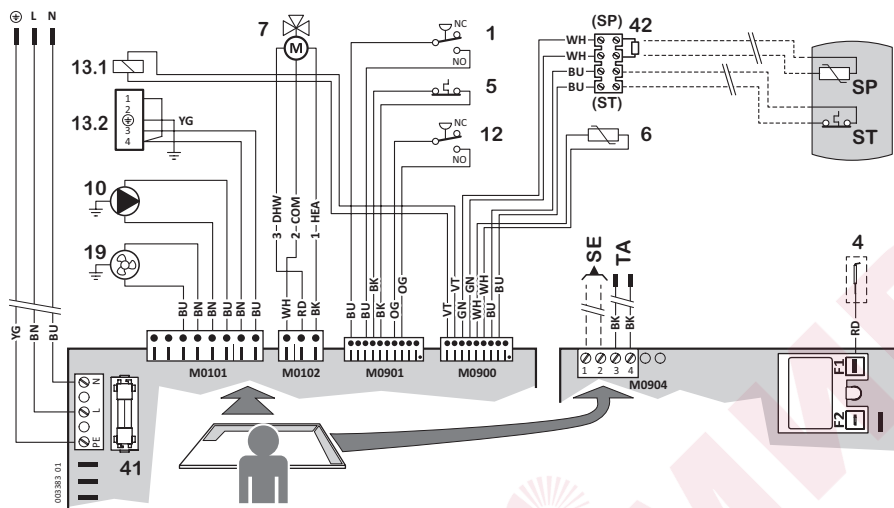 L N
7
M
NC
NO
1
5
NC
NO
12
(SP)
42
WH
WH
BU
BU
(ST)
SP
ST
6
13.1
13.2
1
2
3
4
YG
10
19
3 – DHW
2 – COM
1 – HEA
BU
BN
BN
BU
BN
BU
WH
RD
BK
BU
BU
BK
BK
OG
OG
VT
VT
GN
GN
WH
WH
BU
BU
SE
TA
BK
BK
4
RD
YG
BN
BU
M0101
M0102
M0901
M0900
1 2 3 4
M0904
F1
F2
N
L
PE
41
003383 01